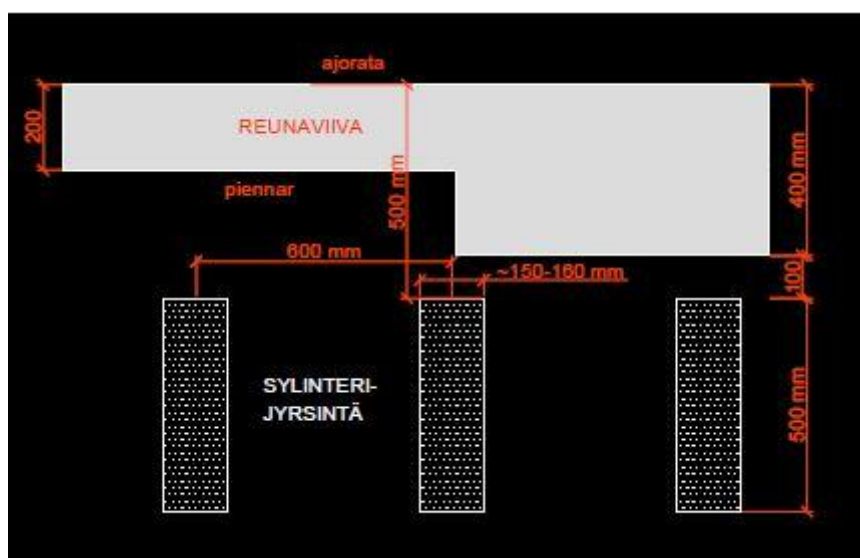 ajorata
200
REUNAVIIVA
piennar
500 mm
400 mm
600 mm
~150-160 mm
100
SYLINTERI-
JYRSINTÄ
500 mm